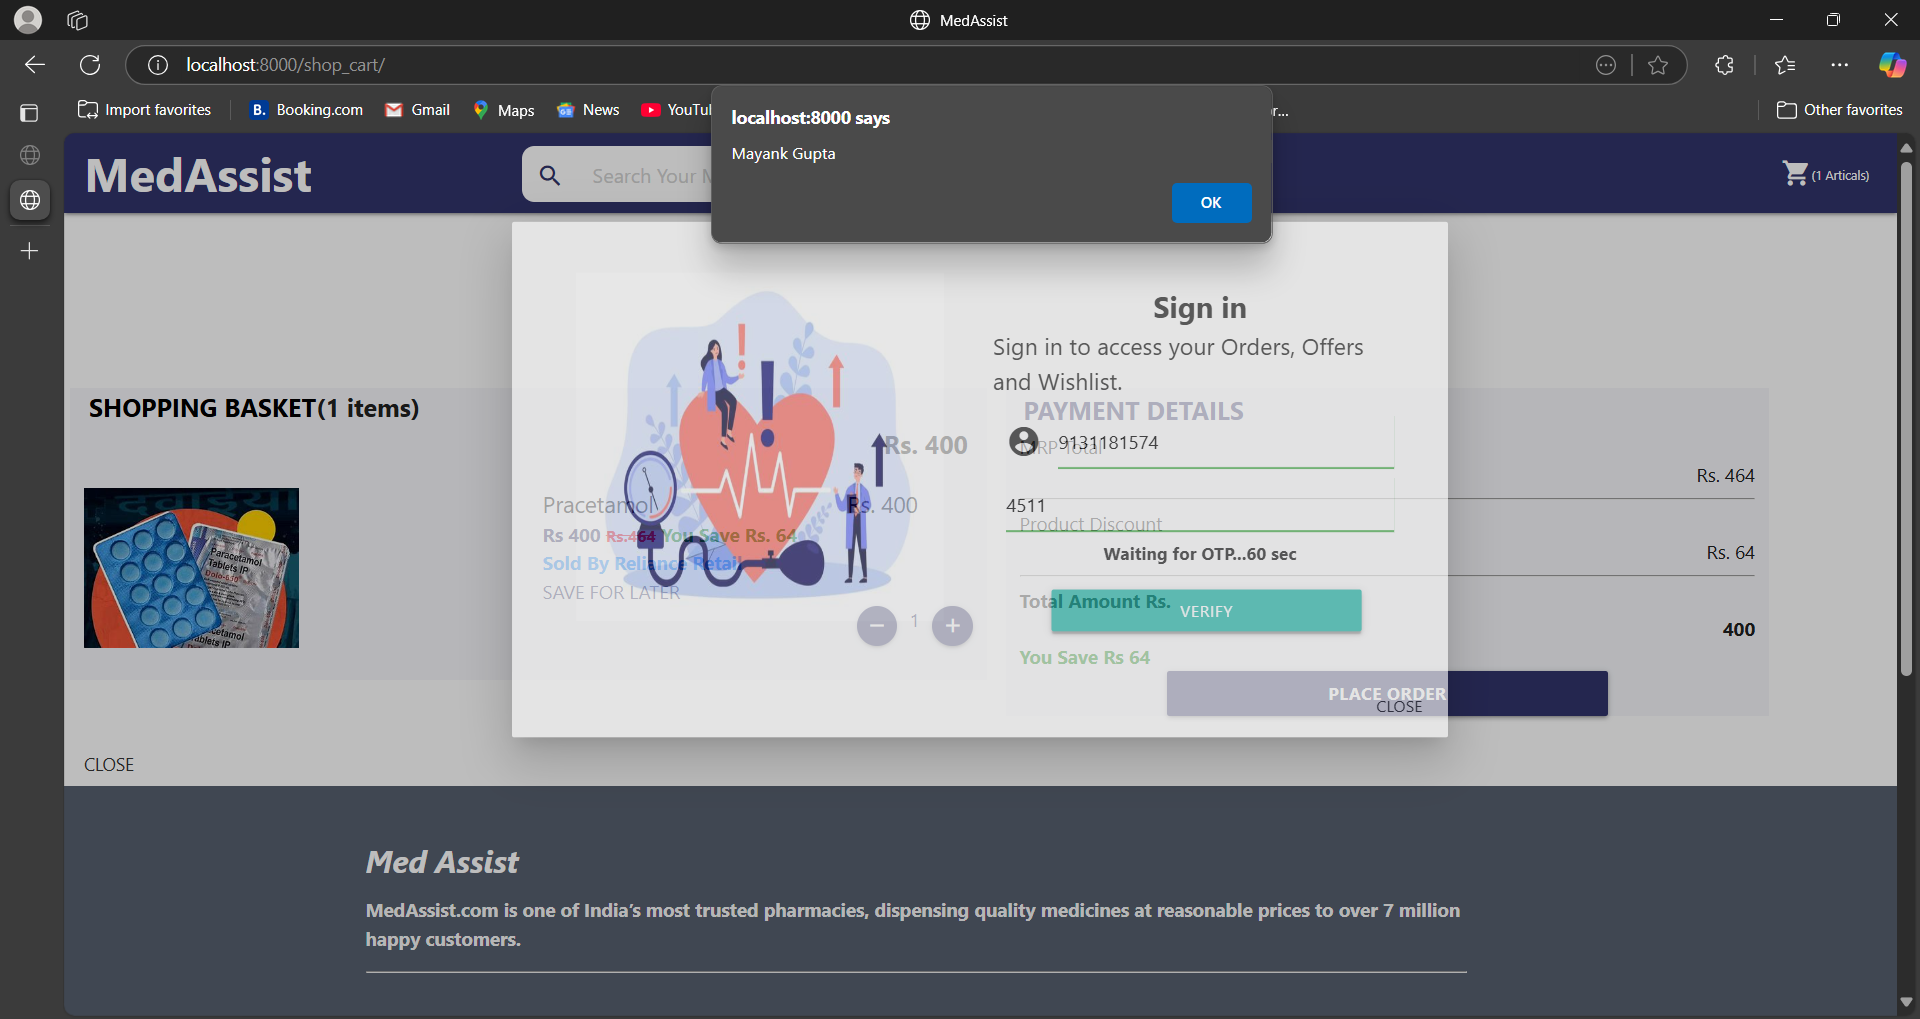 MedAssist
localhost:8000/shop_cart/
Import favorites
B. Booking.com
Gmail
Maps
News
YouTu
r...
Other favorites
localhost:8000 says
Mayank Gupta
OK
MedAssist
Search Your
(1 Articals)
Sign in
Sign in to access your Orders, Offers
and Wishlist.
SHOPPING BASKET(1 items)
PAYMENT DETAILS
Rs. 400
9131181574
MRP Total
Rs. 464
Pracetamol
Rs. 400
4511
Product Discount
Rs 400 Rs.464 You Save Rs. 64
Waiting for OTP...60 sec
Rs. 64
Sold By Reliance Retail
SAVE FOR LATER
Total Amount Rs.
VERIFY
1
400
You Save Rs 64
PLACE ORDER
CLOSE
दवाइया
Paracetamol
Tablets IP
Dolo-650
cetamol
ablets IP
CLOSE
Med Assist
MedAssist.com is one of India's most trusted pharmacies, dispensing quality medicines at reasonable prices to over 7 million
happy customers.